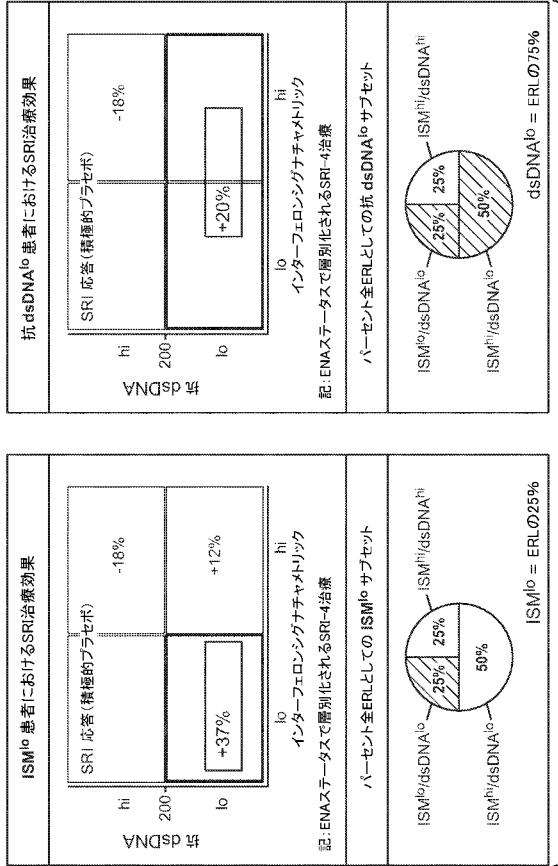 ISMlo 患者におけるSRI治療効果
SRI 応答(積極的プラセボ)
抗 dsDNA
hi
200
lo
-18%
+37%
+12%
lo
hi
インターフェロンシグナチャメトリック
記:ENAステータスで層別化されるSRI-4治療
パーセント全ERLとしての ISMlo サブセット
ISMlo/dsDNAlo
ISMhi/dsDNAhi
25%
25%
50%
ISMhi/dsDNAlo
ISMlo = ERLの25%
抗 dsDNAlo 患者におけるSRI治療効果
SRI 応答(積極的プラセボ)
抗 dsDNA
hi
200
lo
-18%
+20%
lo
hi
インターフェロンシグナチャメトリック
記:ENAステータスで層別化されるSRI-4治療
パーセント全ERLとしての抗 dsDNAlo サブセット
ISMlo/dsDNAlo
ISMhi/dsDNAhi
25%
25%
50%
ISMhi/dsDNAlo
dsDNAlo = ERLの75%